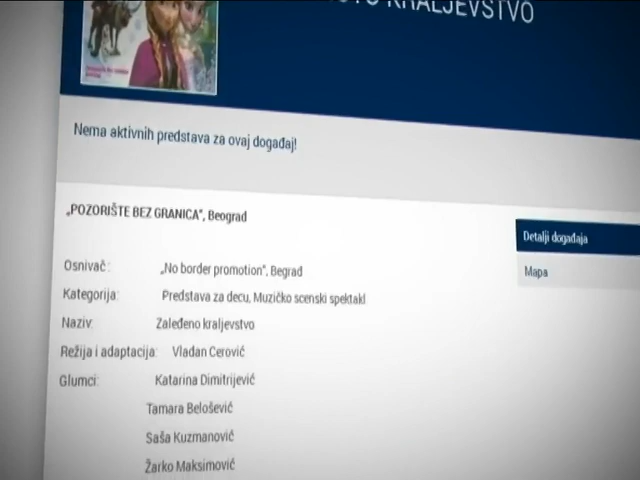 KRALJEVSTVO
Nema aktivnih predstava za ovaj događaj!
„POZORIŠTE BEZ GRANICA", Beograd
Detalji događaja
Mapa
Osnivač: „No border promotion", Begrad
Kategorija: Predstava za decu, Muzičko scenski spektakl
Naziv: Zaleđeno kraljevstvo
Režija i adaptacija: Vladan Cerović
Glumci: Katarina Dimitrijević
Tamara Belošević
Saša Kuzmanović
Žarko Maksimović